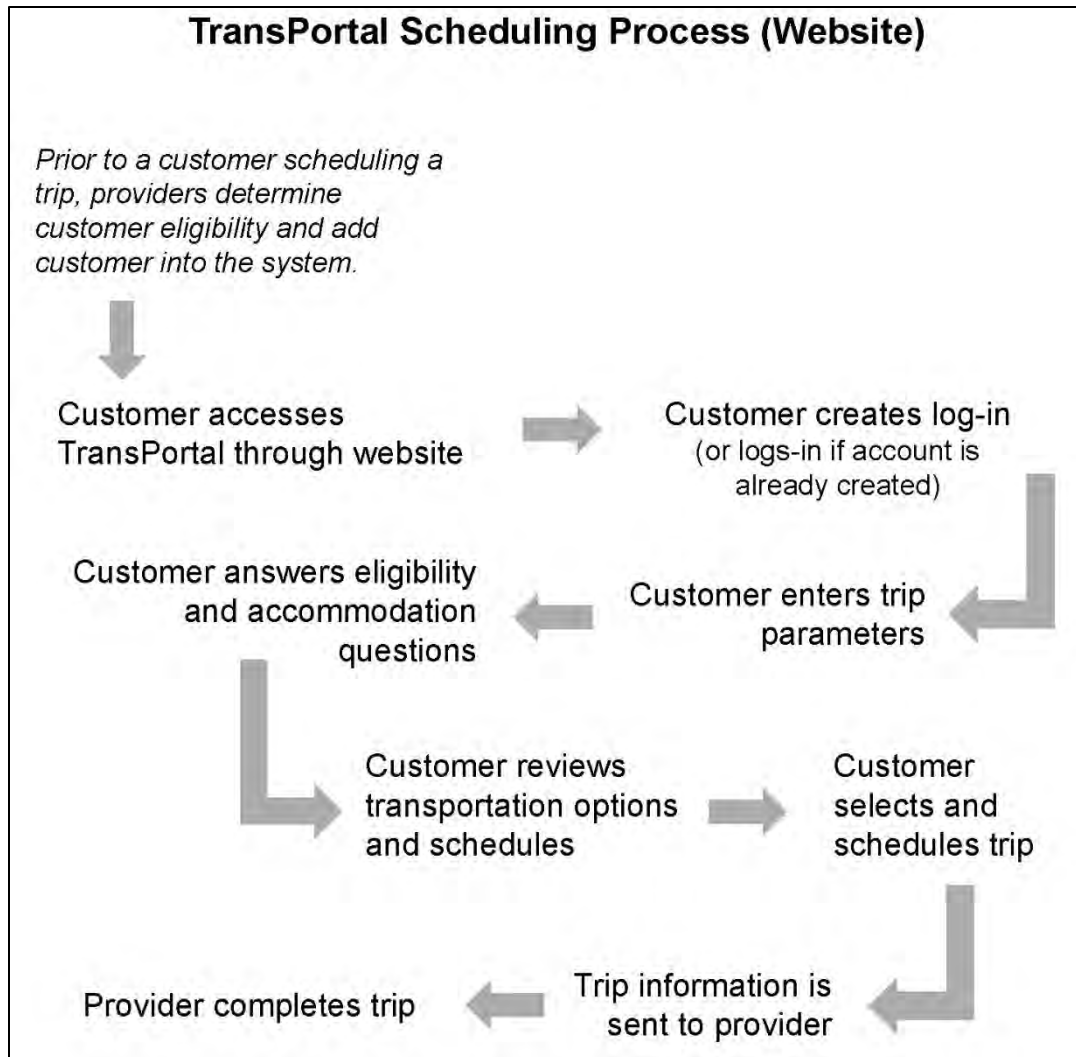 TransPortal Scheduling Process (Website)
Prior to a customer scheduling a
trip, providers determine
customer eligibility and add
customer into the system.
Customer accesses
TransPortal through website
Customer creates log-in
(or logs-in if account is
already created)
Customer enters trip
parameters
Customer answers eligibility
and accommodation
questions
Customer reviews
transportation options
and schedules
Customer
selects and
schedules trip
Trip information is
sent to provider
Provider completes trip